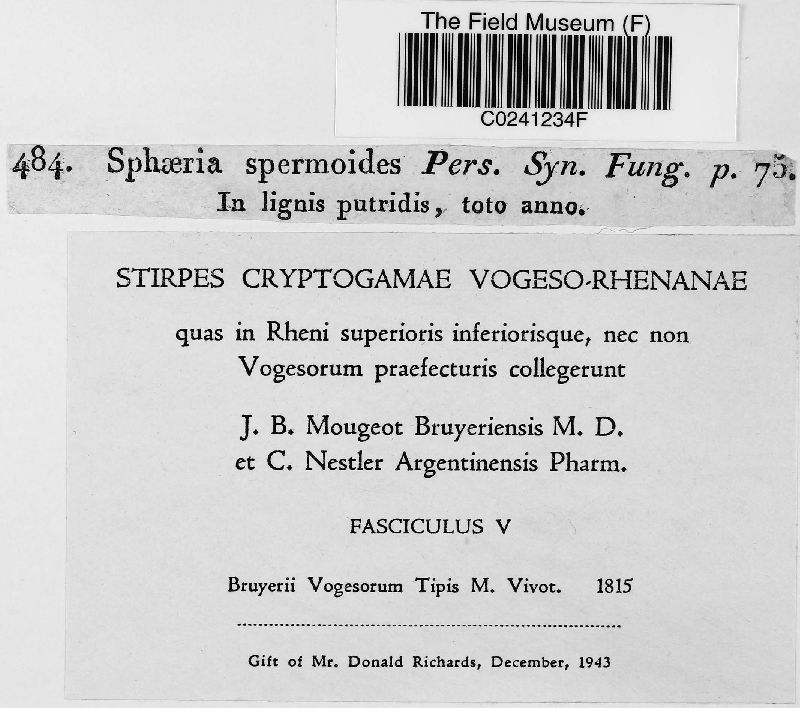 The Field Museum (F)
C0241234F
484. Sphæria spermoides Pers. Syn. Fung. p. 75.
In lignis putridis, toto anno.
STIRPES CRYPTOGAMAE VOGESO-RHENANAE
quas in Rheni superioris inferiorisque, nec non
Vogesorum praefecturis collegerunt
J. B. Mougeot Bruyeriensis M. D.
et C. Nestler Argentinensis Pharm.
FASCICULUS V
Bruyerii Vogesorum Tipis M. Vivot. 1815
Gift of Mr. Donald Richards, December, 1943